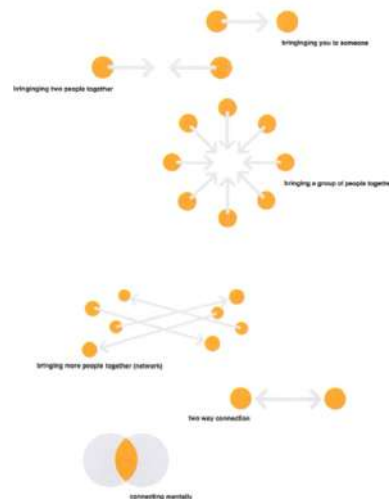 bringinging you to someone
bringinging two people together
bringing a group of people together
bringing more people together (network)
two way connection
connecting mentally